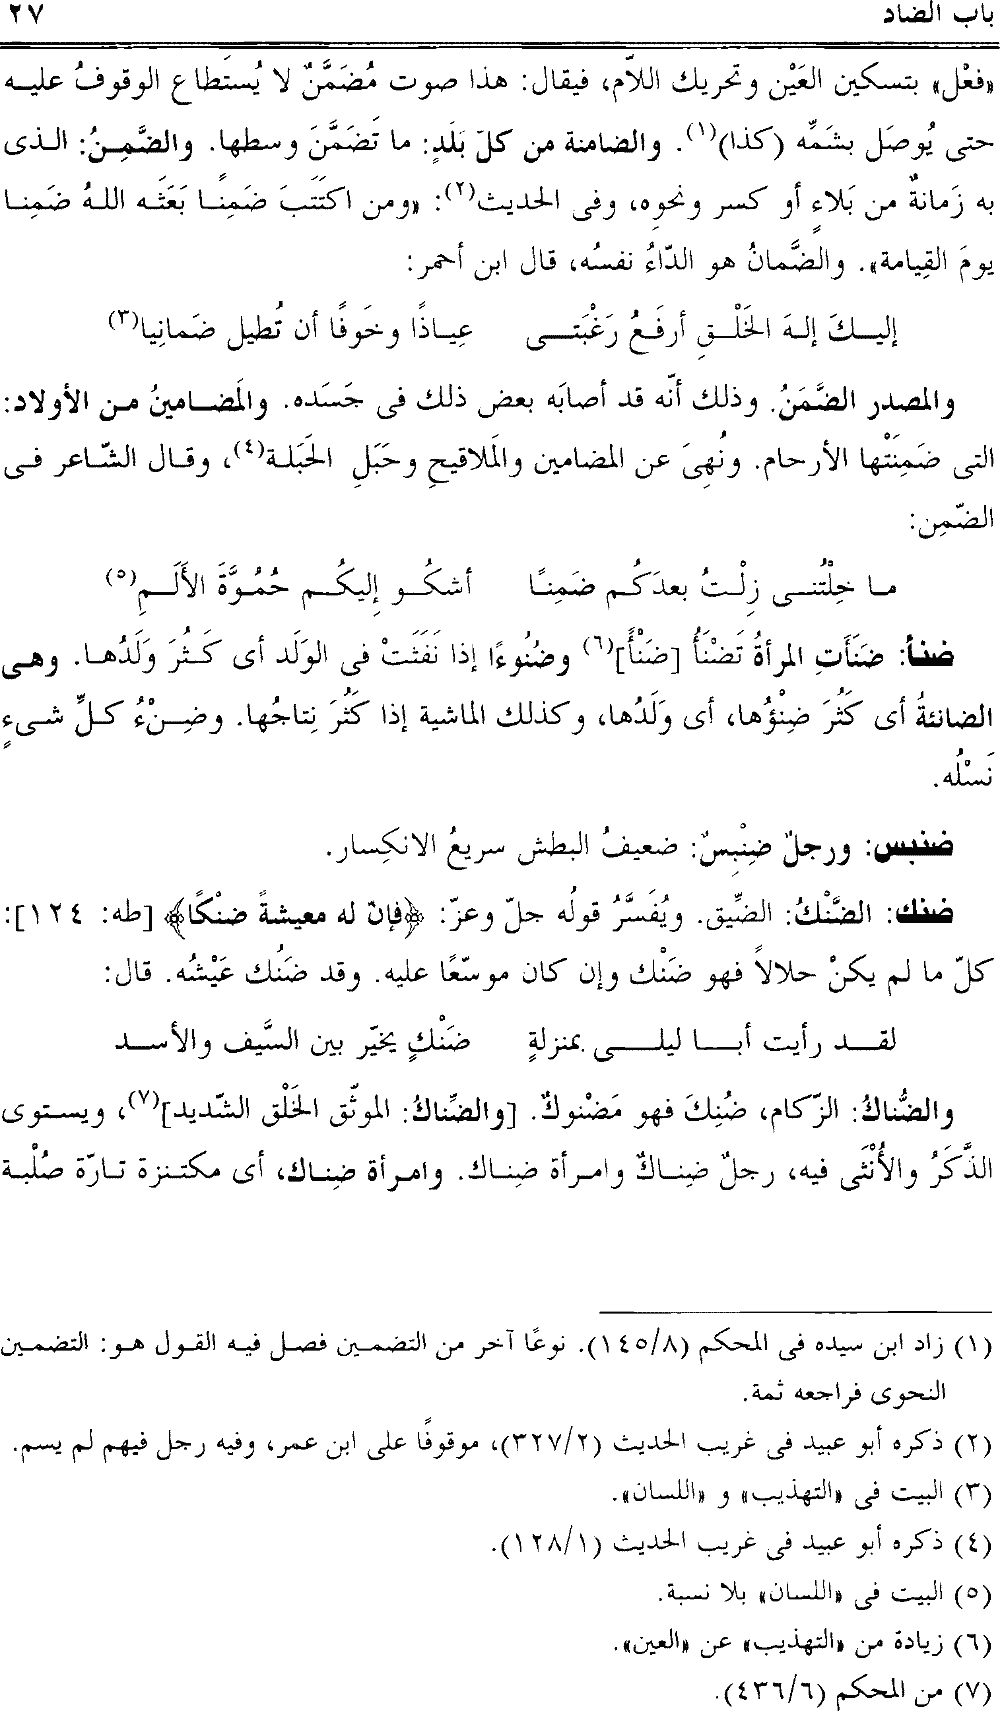 باب الضاد ٢٧
«فعْل» بتسكين العَيْن وتحريك اللاّم، فيقال: هذا صوت مُضَمَّنٌ لا يُستَطاع الوقوفُ عليه
حتى يُوصَل بشَمِّه (كذا)(١). والضامنة من كلّ بَلَدٍ: ما تَضَمَّنَ وسطها. والضَّمِنُ: الذى
به زَمانةٌ من بَلاءٍ أو كسر ونحوِه، وفى الحديث(٢): «ومن اكتَتَبَ ضَمِنًا بَعَثَه اللهُ ضَمِنا
يومَ القِيامة». والضَّمانُ هو الدّاءُ نفسُه، قال ابن أحمر:
إليكَ إلهَ الخَلْقِ أرفَعُ رَغْبَتى عِياذًا وخَوفًا أن تُطيل ضَمانِيا(٣)
والمصدر الضَّمَنُ. وذلك أنّه قد أصابَه بعض ذلك فى جَسَده. والمَضامينُ من الأولاد:
التى ضَمِنَتْها الأرحام. ونُهِىَ عن المضامين والمَلاقيحِ وحَبَلِ الحَبَلة(٤)، وقال الشّاعر فى
الضّمِن:
ما خِلْتُنى زِلْتُ بعدَكُم ضَمِنًا أشكُو إليكُم حُمُوَّةَ الأَلَمِ(٥)
ضنأ: ضَنَأَتِ المرأةُ تَضْنَأُ [ضَنْأً](٦) وضُنُوءًا إذا نَفَثَتْ فى الوَلَد أى كَثُرَ وَلَدُها. وهى
الضانئةُ أى كَثُرَ ضِنْؤُها، أى وَلَدُها، وكذلك الماشية إذا كَثُرَ نِتاجُها. وضِنْءُ كلِّ شىءٍ
نَسْلُه.
ضنبس: ورجلٌ ضِنْبِسٌ: ضعيفُ البطش سريعُ الانكِسار.
ضنك: الضَّنْكُ: الضّيق. ويُفَسَّرُ قولُه جلّ وعزّ: ﴿فإنّ له معيشةً ضنْكًا﴾ [طه: ١٢٤]:
كلّ ما لم يكنْ حلالاً فهو ضَنْك وإن كان موسّعًا عليه. وقد ضَنُك عَيْشُه. قال:
لقد رأيت أبا ليلى بمنزلةٍ ضَنْكٍ يخيّر بين السَّيف والأسد
والضُّناكُ: الزّكام، ضُنِكَ فهو مَضْنوكٌ. [والضِّناكُ: الموثّق الخَلْق الشّديد](٧)، ويستوى
الذَّكَرُ والأُنْثَى فيه، رجلٌ ضِناكٌ وامرأة ضِناك. وامرأة ضِناك، أى مكتنزة تارّة صُلْبة
(١) زاد ابن سيده فى المحكم (١٤٥/٨). نوعًا آخر من التضمين فصل فيه القول هو: التضمين
النحوى فراجعه ثمة.
(٢) ذكره أبو عبيد فى غريب الحديث (٣٢٧/٢)، موقوفًا على ابن عمر، وفيه رجل فيهم لم يسم.
(٣) البيت فى «التهذيب» و «اللسان».
(٤) ذكره أبو عبيد فى غريب الحديث (١٢٨/١).
(٥) البيت فى «اللسان» بلا نسبة.
(٦) زيادة من «التهذيب» عن «العين».
(٧) من المحكم (٤٣٦/٦).